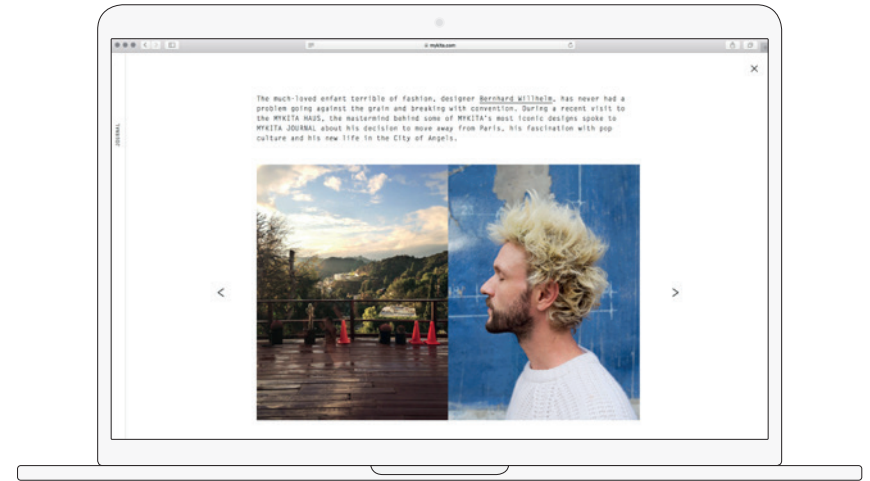 mykita.com
JOURNAL
The much-loved enfant terrible of fashion, designer Bernhard Willhelm, has never had a
problem going against the grain and breaking with convention. During a recent visit to
the MYKITA HAUS, the mastermind behind some of MYKITA's most iconic designs spoke to
MYKITA JOURNAL about his decision to move away from Paris, his fascination with pop
culture and his new life in the City of Angels.